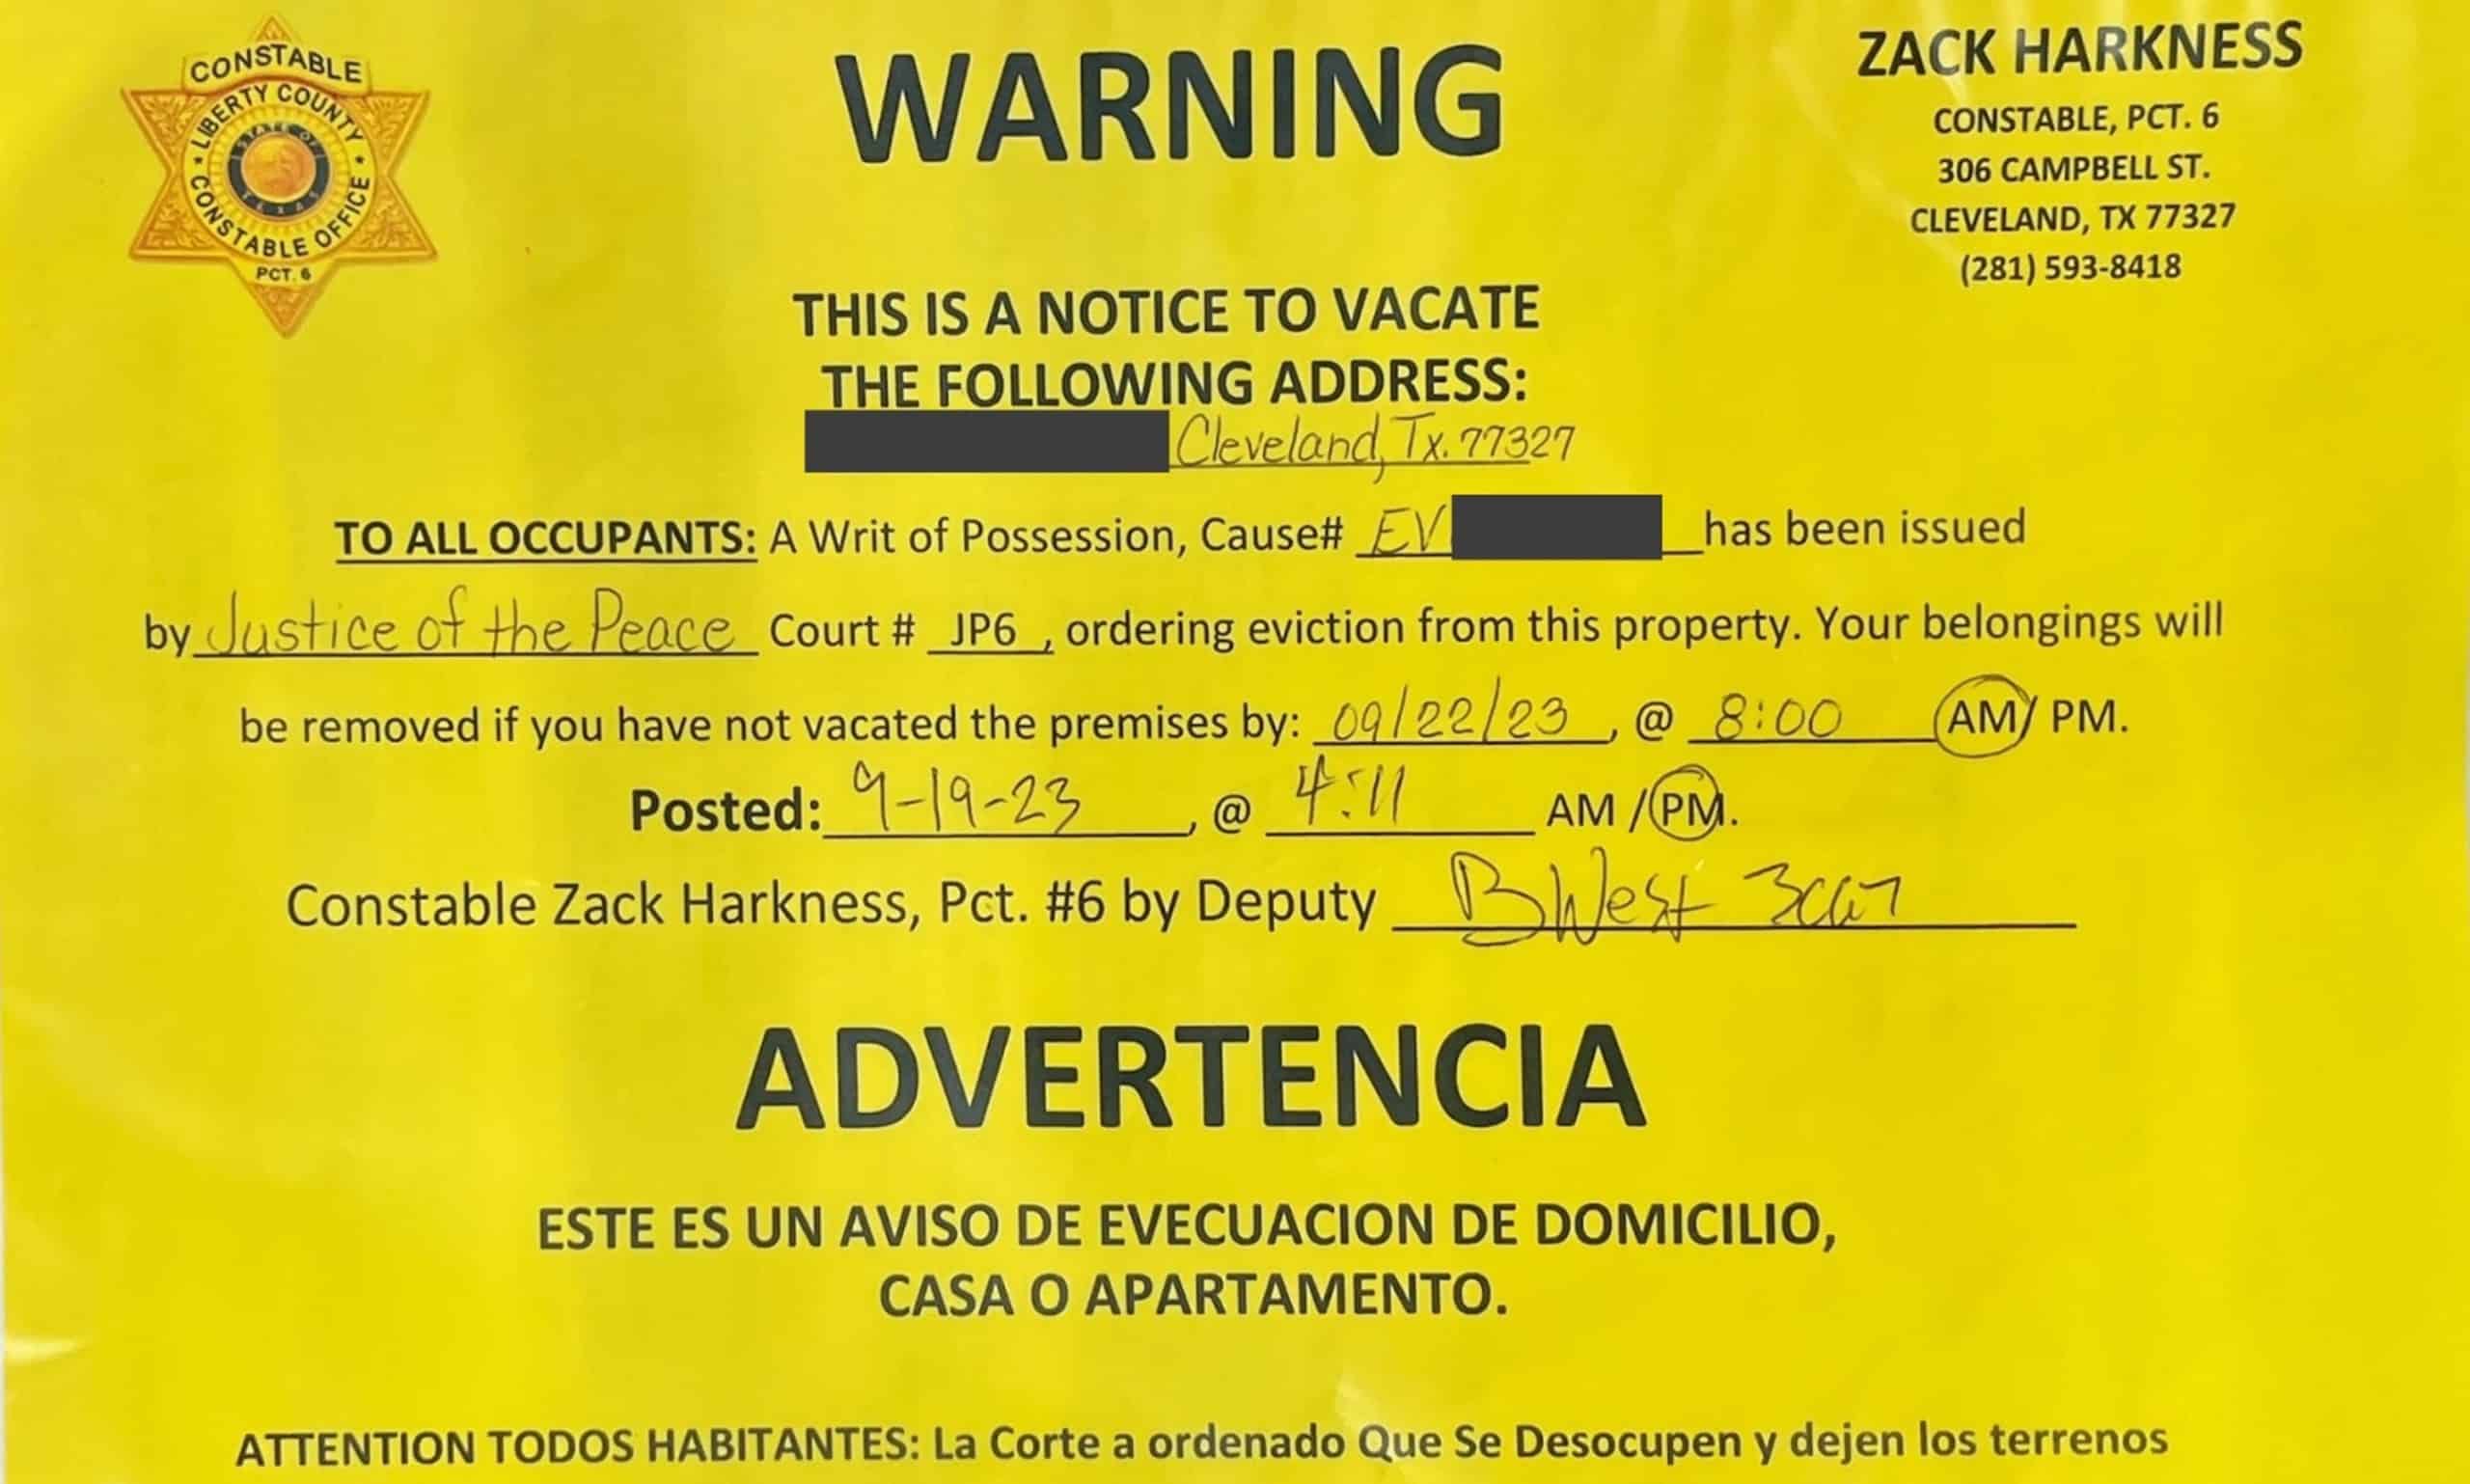 CONSTABLE
LIBERTY COUNTY
STATE OF
TEXAS
CONSTABLE OFFICE
PCT. 6
WARNING
ZACK HARKNESS
CONSTABLE, PCT. 6
306 CAMPBELL ST.
CLEVELAND, TX 77327
(281) 593-8418
THIS IS A NOTICE TO VACATE
THE FOLLOWING ADDRESS:
Cleveland, Tx. 77327
TO ALL OCCUPANTS: A Writ of Possession, Cause# EV has been issued
by Justice of the Peace Court # JP6, ordering eviction from this property. Your belongings will
be removed if you have not vacated the premises by: 09/22/23, @ 8:00 AM/ PM.
Posted: 9-19-23, @ 4:11 AM / PM.
Constable Zack Harkness, Pct. #6 by Deputy B West
ADVERTENCIA
ESTE ES UN AVISO DE EVECUACION DE DOMICILIO,
CASA O APARTAMENTO.
ATTENTION TODOS HABITANTES: La Corte a ordenado Que Se Desocupen y dejen los terrenos